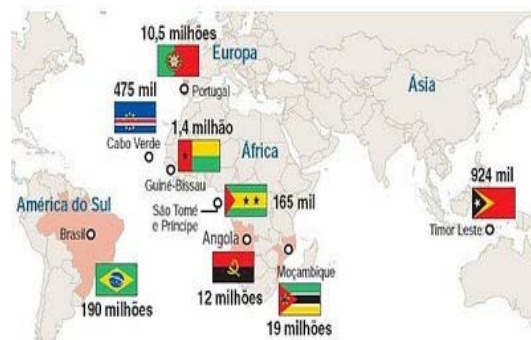 10,5 milhões
Europa
Portugal
Ásia
475 mil
Cabo Verde
1,4 milhão
África
Guiné-Bissau
924 mil
Timor Leste
América do Sul
São Tomé
e Príncipe
165 mil
Brasil
Angola
Moçambique
190 milhões
12 milhões
19 milhões